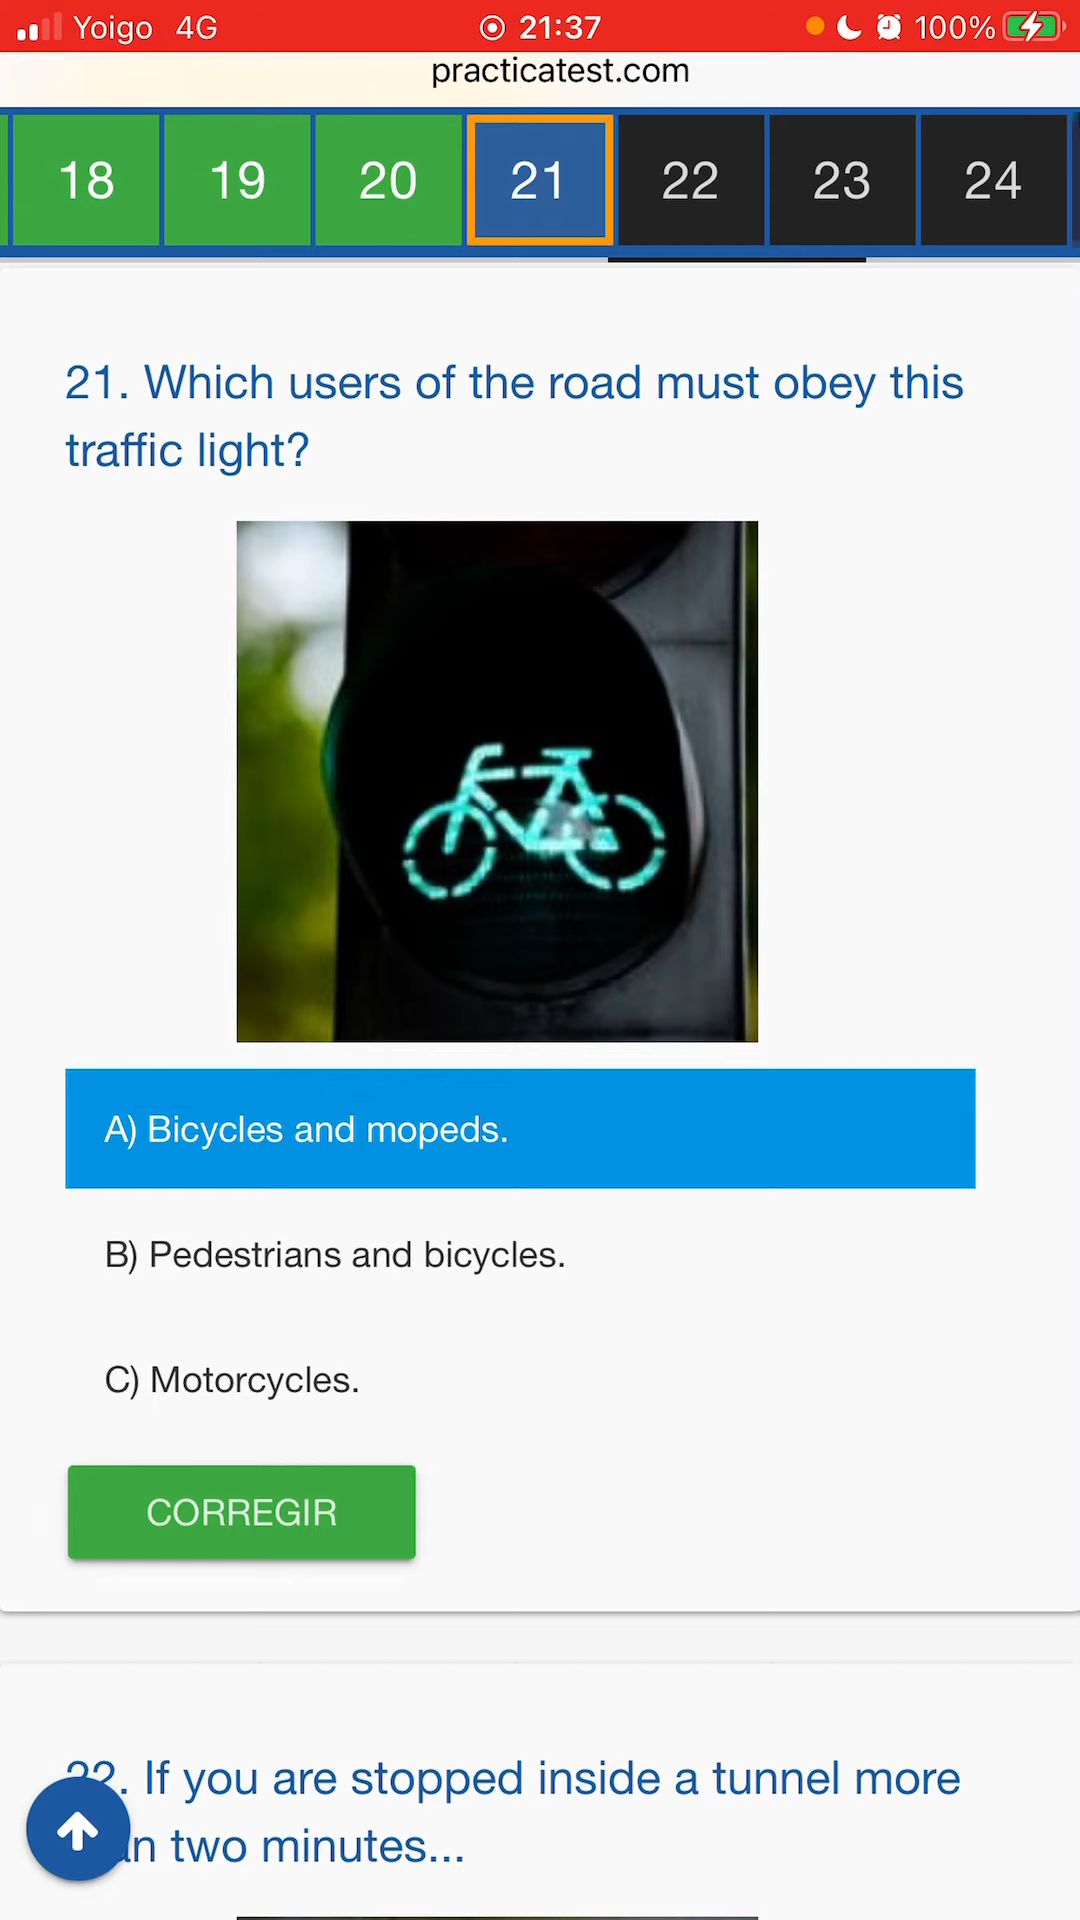 Yoigo 4G 21:37 100%
practicatest.com
18 19 20 21 22 23 24
21. Which users of the road must obey this
traffic light?
A) Bicycles and mopeds.
B) Pedestrians and bicycles.
C) Motorcycles.
CORREGIR
22. If you are stopped inside a tunnel more
two minutes...